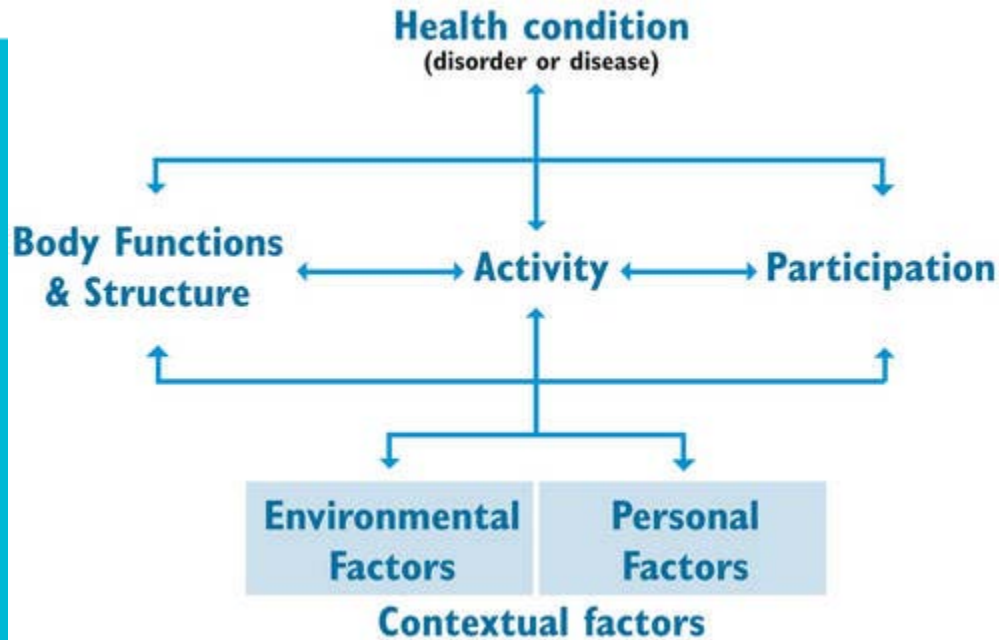 Health condition
(disorder or disease)
Body Functions
& Structure
Activity
Participation
Environmental
Factors
Personal
Factors
Contextual factors